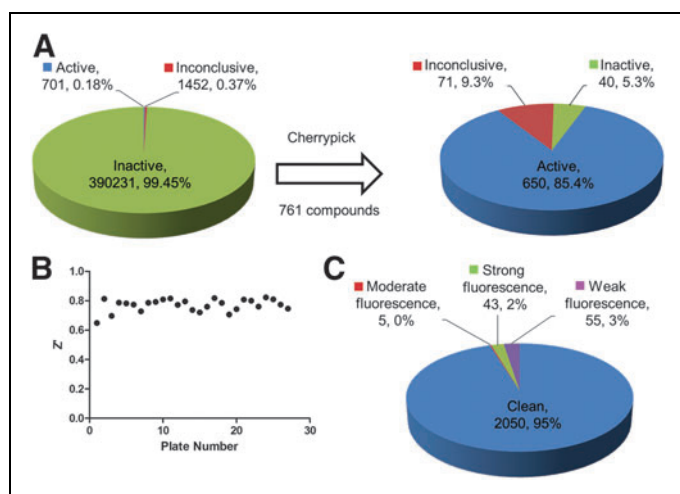 A
Active,
701, 0.18%
Inconclusive,
1452, 0.37%
Inactive,
390231, 99.45%
Cherrypick
761 compounds
Inconclusive,
71, 9.3%
Inactive,
40, 5.3%
Active,
650, 85.4%
B
1.0
0.8
0.6
0.4
0.2
0.0
Z'
0
10
20
30
Plate Number
C
Moderate
fluorescence,
5, 0%
Strong
fluorescence,
43, 2%
Weak
fluorescence,
55, 3%
Clean,
2050, 95%